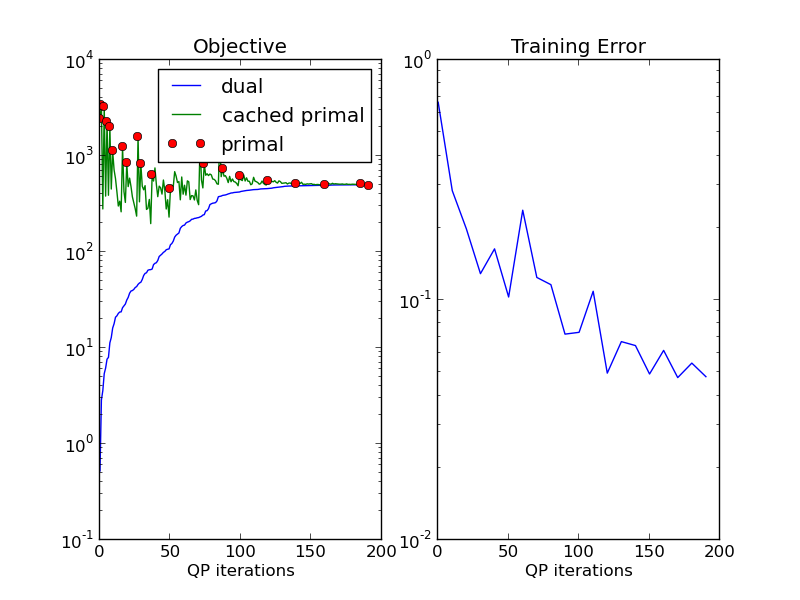 Objective
Training Error
10^4
10^3
10^2
10^1
10^0
10^-1
dual
cached primal
primal
0
50
100
150
200
QP iterations
10^0
10^-1
10^-2
0
50
100
150
200
QP iterations